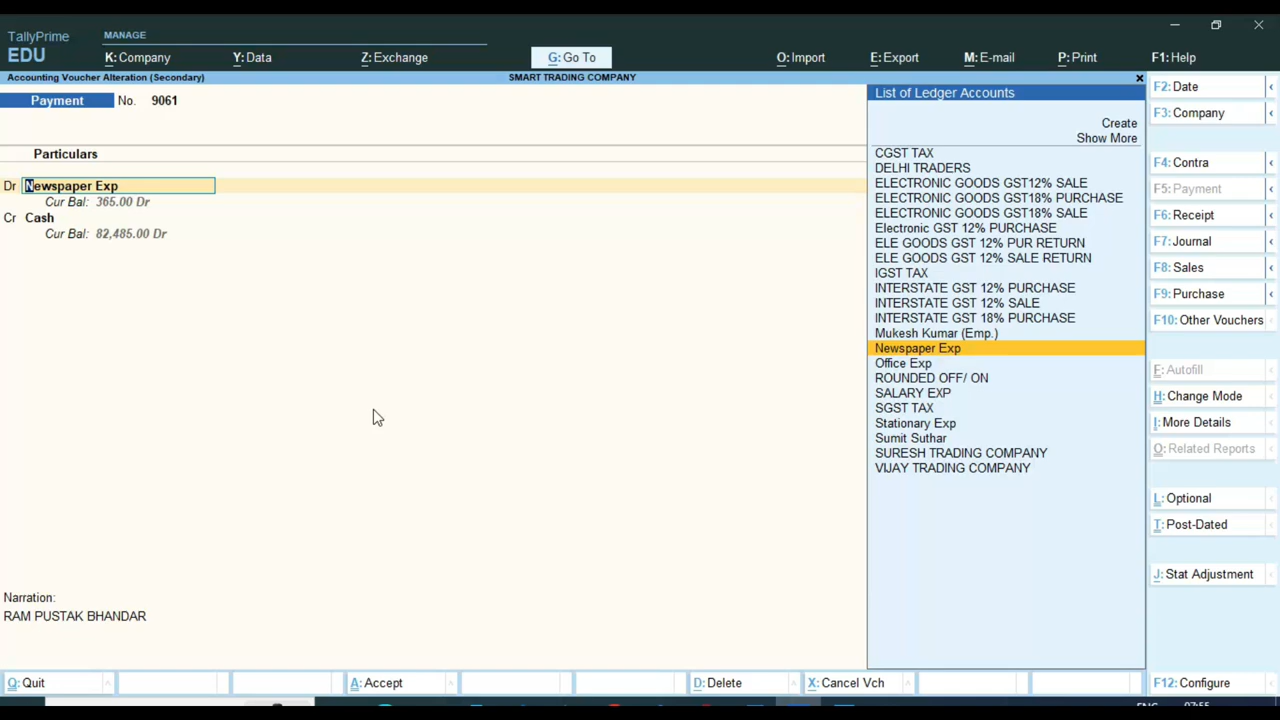 TallyPrime
EDU
MANAGE
K: Company
Y: Data
Z: Exchange
G: Go To
O: Import
E: Export
M: E-mail
P: Print
F1: Help
Accounting Voucher Alteration (Secondary)
SMART TRADING COMPANY
Payment No. 9061
Particulars
Dr Newspaper Exp
Cur Bal: 365.00 Dr
Cr Cash
Cur Bal: 82,485.00 Dr
Narration:
RAM PUSTAK BHANDAR
List of Ledger Accounts
Create
Show More
CGST TAX
DELHI TRADERS
ELECTRONIC GOODS GST12% SALE
ELECTRONIC GOODS GST18% PURCHASE
ELECTRONIC GOODS GST18% SALE
Electronic GST 12% PURCHASE
ELE GOODS GST 12% PUR RETURN
ELE GOODS GST 12% SALE RETURN
IGST TAX
INTERSTATE GST 12% PURCHASE
INTERSTATE GST 12% SALE
INTERSTATE GST 18% PURCHASE
Mukesh Kumar (Emp.)
Newspaper Exp
Office Exp
ROUNDED OFF/ ON
SALARY EXP
SGST TAX
Stationary Exp
Sumit Suthar
SURESH TRADING COMPANY
VIJAY TRADING COMPANY
F2: Date
F3: Company
F4: Contra
F5: Payment
F6: Receipt
F7: Journal
F8: Sales
F9: Purchase
F10: Other Vouchers
F: Autofill
H: Change Mode
I: More Details
O: Related Reports
L: Optional
T: Post-Dated
J: Stat Adjustment
Q: Quit
A: Accept
D: Delete
X: Cancel Vch
F12: Configure